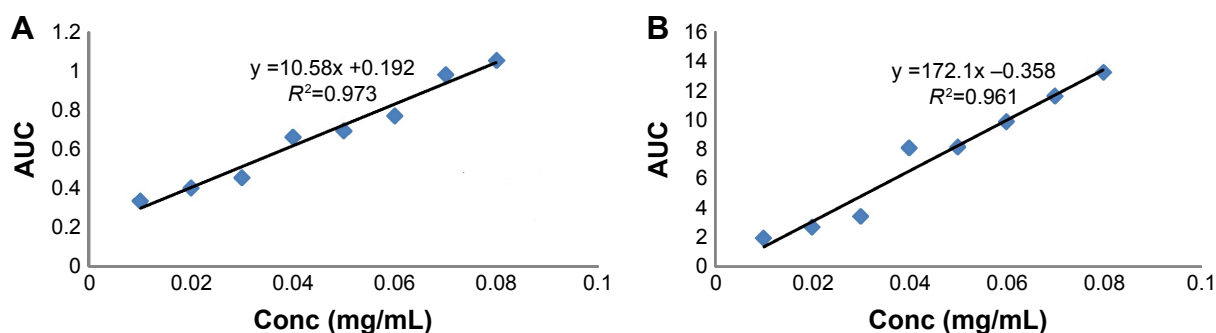 A
1.2
1
0.8
0.6
0.4
0.2
0
AUC
y =10.58x +0.192
R²=0.973
0 0.02 0.04 0.06 0.08 0.1
Conc (mg/mL)
B
16
14
12
10
8
6
4
2
0
AUC
y =172.1x –0.358
R²=0.961
0 0.02 0.04 0.06 0.08 0.1
Conc (mg/mL)